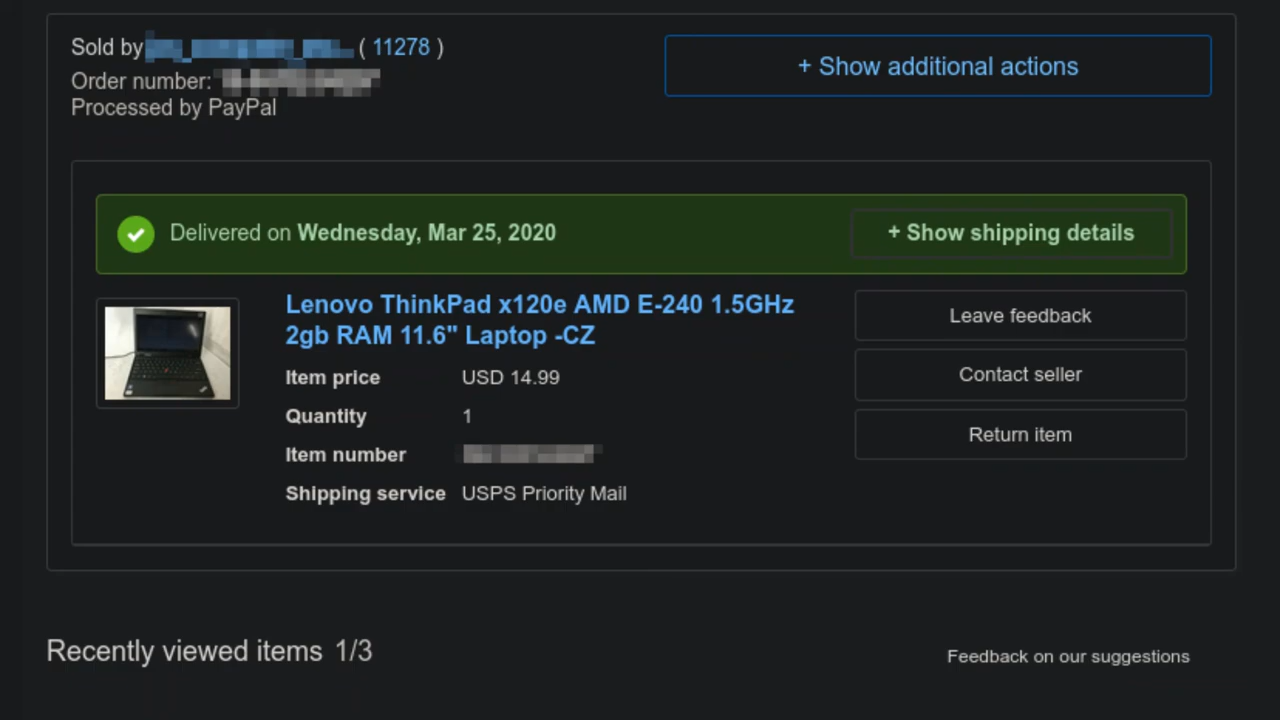 Sold by ( 11278 )
+ Show additional actions
Order number:
Processed by PayPal
Delivered on Wednesday, Mar 25, 2020
+ Show shipping details
Lenovo ThinkPad x120e AMD E-240 1.5GHz
2gb RAM 11.6" Laptop -CZ
Item price USD 14.99
Quantity 1
Item number
Shipping service USPS Priority Mail
Leave feedback
Contact seller
Return item
Recently viewed items 1/3
Feedback on our suggestions